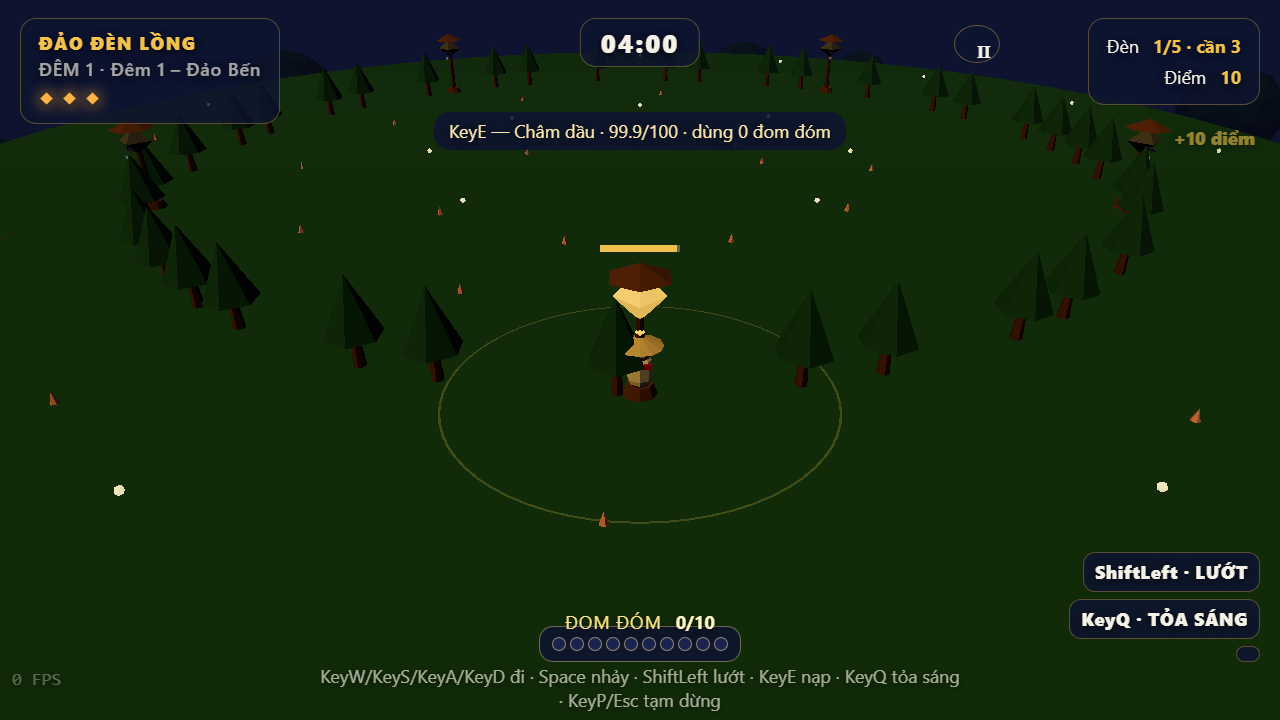 ĐẢO ĐÈN LỒNG
ĐÊM 1 · Đêm 1 – Đảo Bến
04:00
II
Đèn 1/5 · cần 3
Điểm 10
+10 điểm
KeyE — Châm dầu · 99.9/100 · dùng 0 đom đóm
ShiftLeft · LƯỚT
KeyQ · TỎA SÁNG
ĐOM ĐÓM 0/10
KeyW/KeyS/KeyA/KeyD đi · Space nhảy · ShiftLeft lướt · KeyE nạp · KeyQ tỏa sáng
· KeyP/Esc tạm dừng
0 FPS